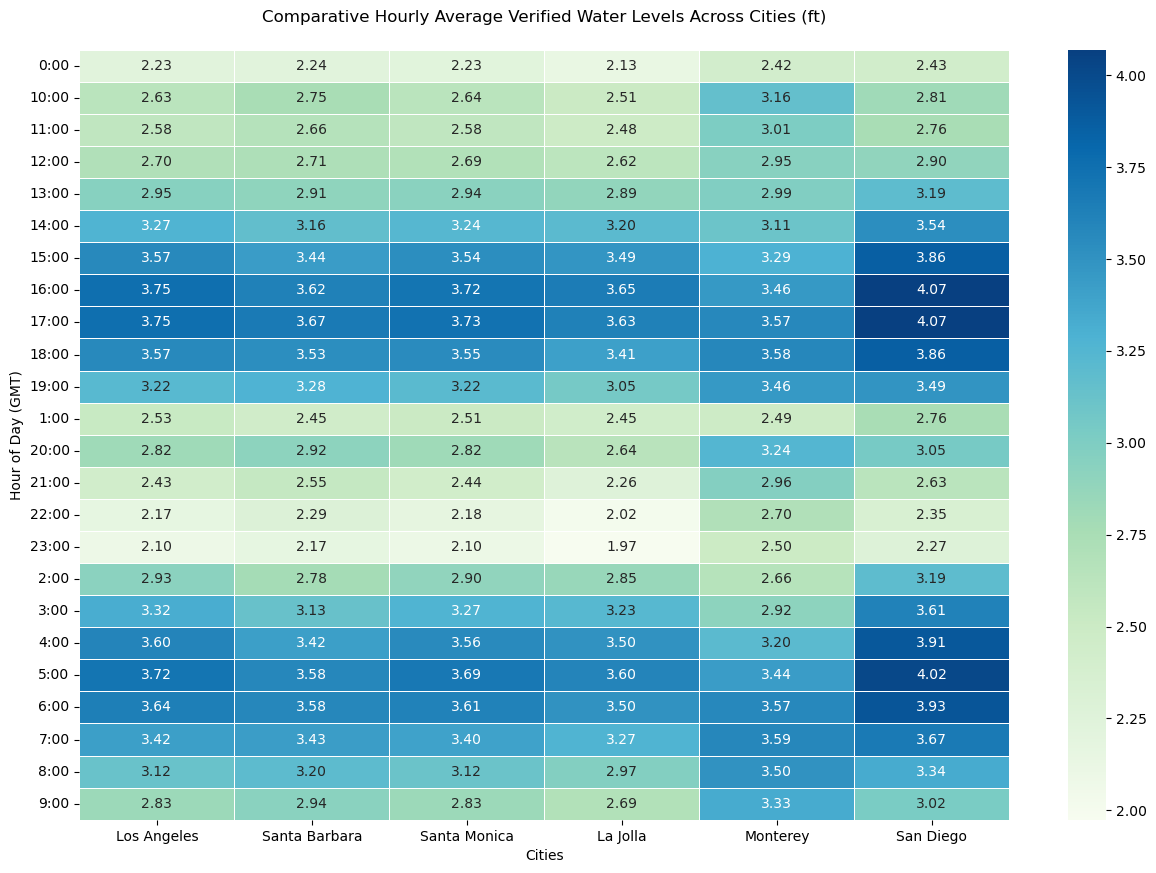 Comparative Hourly Average Verified Water Levels Across Cities (ft)
0:00 2.23 2.24 2.23 2.13 2.42 2.43
10:00 2.63 2.75 2.64 2.51 3.16 2.81
11:00 2.58 2.66 2.58 2.48 3.01 2.76
12:00 2.70 2.71 2.69 2.62 2.95 2.90
13:00 2.95 2.91 2.94 2.89 2.99 3.19
14:00 3.27 3.16 3.24 3.20 3.11 3.54
15:00 3.57 3.44 3.54 3.49 3.29 3.86
16:00 3.75 3.62 3.72 3.65 3.46 4.07
17:00 3.75 3.67 3.73 3.63 3.57 4.07
18:00 3.57 3.53 3.55 3.41 3.58 3.86
19:00 3.22 3.28 3.22 3.05 3.46 3.49
1:00 2.53 2.45 2.51 2.45 2.49 2.76
20:00 2.82 2.92 2.82 2.64 3.24 3.05
21:00 2.43 2.55 2.44 2.26 2.96 2.63
22:00 2.17 2.29 2.18 2.02 2.70 2.35
23:00 2.10 2.17 2.10 1.97 2.50 2.27
2:00 2.93 2.78 2.90 2.85 2.66 3.19
3:00 3.32 3.13 3.27 3.23 2.92 3.61
4:00 3.60 3.42 3.56 3.50 3.20 3.91
5:00 3.72 3.58 3.69 3.60 3.44 4.02
6:00 3.64 3.58 3.61 3.50 3.57 3.93
7:00 3.42 3.43 3.40 3.27 3.59 3.67
8:00 3.12 3.20 3.12 2.97 3.50 3.34
9:00 2.83 2.94 2.83 2.69 3.33 3.02
Los Angeles Santa Barbara Santa Monica La Jolla Monterey San Diego
Cities
Hour of Day (GMT)
4.00
3.75
3.50
3.25
3.00
2.75
2.50
2.25
2.00